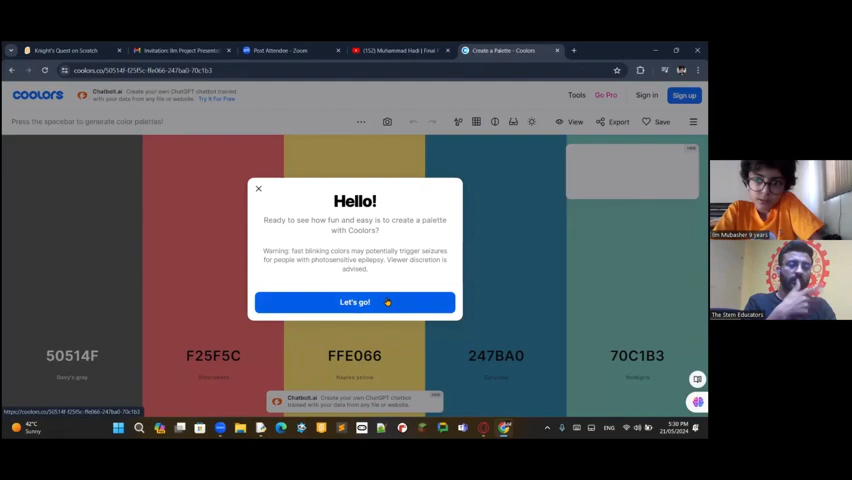 Knight's Quest on Scratch
Invitation: Ilm Project Presenta
Post Attendee - Zoom
(152) Muhammad Hadi | Final
Create a Palette - Coolors
coolors.co/50514f-f25f5c-ffe066-247ba0-70c1b3
coolors
Chatbolt.ai Create your own ChatGPT chatbot trained
with your data from any file or website. Try It For Free
Tools
Go Pro
Sign in
Sign up
Press the spacebar to generate color palettes!
View
Export
Save
HIDE
Hello!
Ready to see how fun and easy is to create a palette
with Coolors?
Warning: fast blinking colors may potentially trigger seizures
for people with photosensitive epilepsy. Viewer discretion is
advised.
Let's go!
50514F
F25F5C
FFE066
247BA0
70C1B3
Davy's gray
Naples yellow
Chatbolt.ai Create your own ChatGPT chatbot
trained with your data from any file or website.
HIDE
https://coolors.co/50514f-f25f5c-ffe066-247ba0-70c1b3
42°C
Sunny
ENG
5:30 PM
21/05/2024
Ilm Mubasher 9 years
The Stem Educators